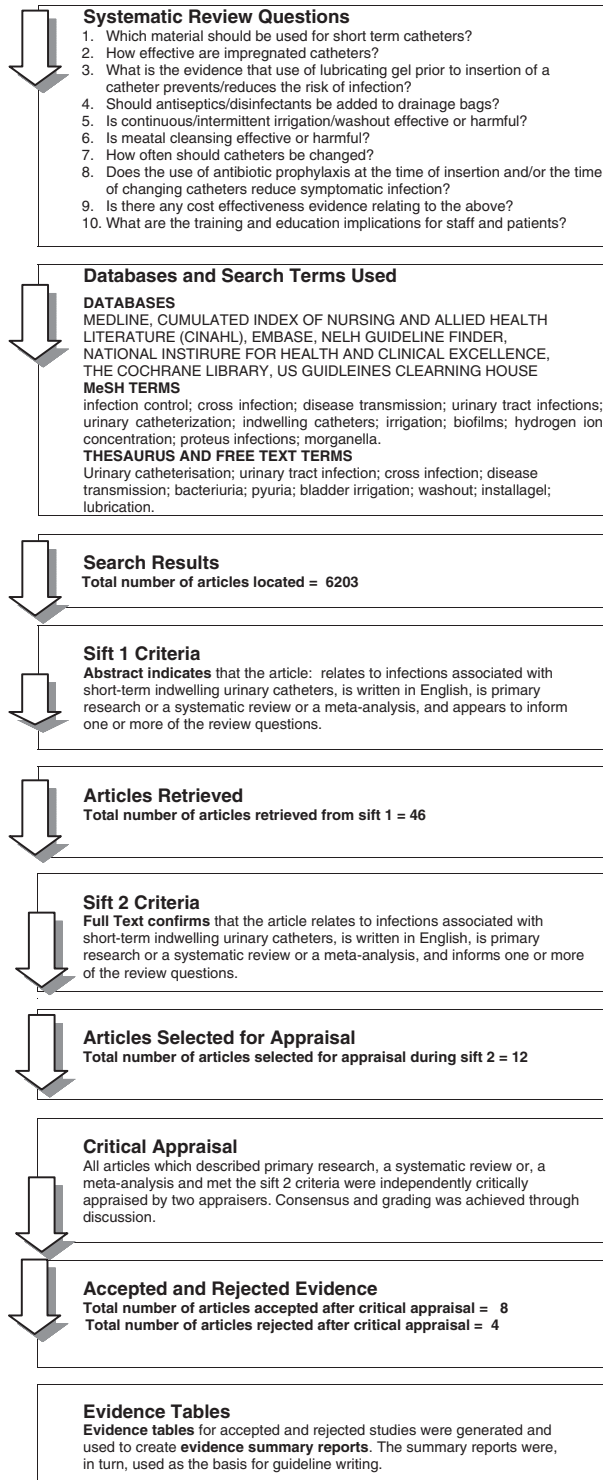 Systematic Review Questions
1. Which material should be used for short term catheters?
2. How effective are impregnated catheters?
3. What is the evidence that use of lubricating gel prior to insertion of a
catheter prevents/reduces the risk of infection?
4. Should antiseptics/disinfectants be added to drainage bags?
5. Is continuous/intermittent irrigation/washout effective or harmful?
6. Is meatal cleansing effective or harmful?
7. How often should catheters be changed?
8. Does the use of antibiotic prophylaxis at the time of insertion and/or the time
of changing catheters reduce symptomatic infection?
9. Is there any cost effectiveness evidence relating to the above?
10. What are the training and education implications for staff and patients?
Databases and Search Terms Used
DATABASES
MEDLINE, CUMULATED INDEX OF NURSING AND ALLIED HEALTH
LITERATURE (CINAHL), EMBASE, NELH GUIDELINE FINDER,
NATIONAL INSTIRURE FOR HEALTH AND CLINICAL EXCELLENCE,
THE COCHRANE LIBRARY, US GUIDLEINES CLEARNING HOUSE
MeSH TERMS
infection control; cross infection; disease transmission; urinary tract infections;
urinary catheterization; indwelling catheters; irrigation; biofilms; hydrogen ion
concentration; proteus infections; morganella.
THESAURUS AND FREE TEXT TERMS
Urinary catheterisation; urinary tract infection; cross infection; disease
transmission; bacteriuria; pyuria; bladder irrigation; washout; installagel;
lubrication.
Search Results
Total number of articles located = 6203
Sift 1 Criteria
Abstract indicates that the article: relates to infections associated with
short-term indwelling urinary catheters, is written in English, is primary
research or a systematic review or a meta-analysis, and appears to inform
one or more of the review questions.
Articles Retrieved
Total number of articles retrieved from sift 1 = 46
Sift 2 Criteria
Full Text confirms that the article relates to infections associated with
short-term indwelling urinary catheters, is written in English, is primary
research or a systematic review or a meta-analysis, and informs one or more
of the review questions.
Articles Selected for Appraisal
Total number of articles selected for appraisal during sift 2 = 12
Critical Appraisal
All articles which described primary research, a systematic review or, a
meta-analysis and met the sift 2 criteria were independently critically
appraised by two appraisers. Consensus and grading was achieved through
discussion.
Accepted and Rejected Evidence
Total number of articles accepted after critical appraisal = 8
Total number of articles rejected after critical appraisal = 4
Evidence Tables
Evidence tables for accepted and rejected studies were generated and
used to create evidence summary reports. The summary reports were,
in turn, used as the basis for guideline writing.